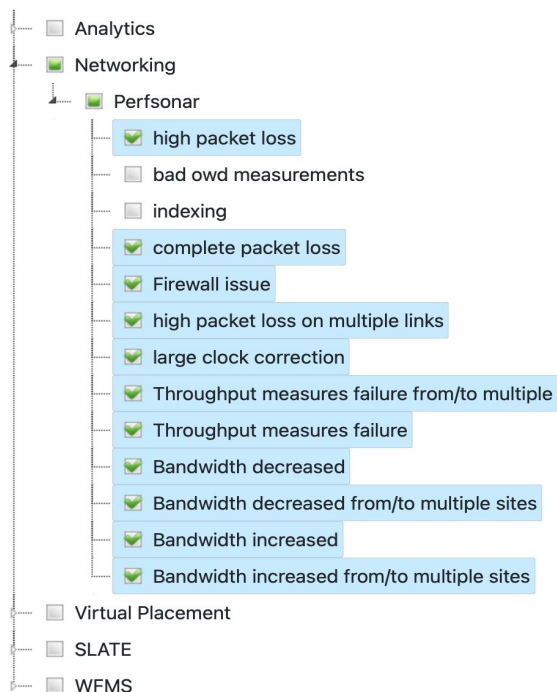 Analytics
Networking
Perfsonar
high packet loss
bad owd measurements
indexing
complete packet loss
Firewall issue
high packet loss on multiple links
large clock correction
Throughput measures failure from/to multiple
Throughput measures failure
Bandwidth decreased
Bandwidth decreased from/to multiple sites
Bandwidth increased
Bandwidth increased from/to multiple sites
Virtual Placement
SLATE
WFMS